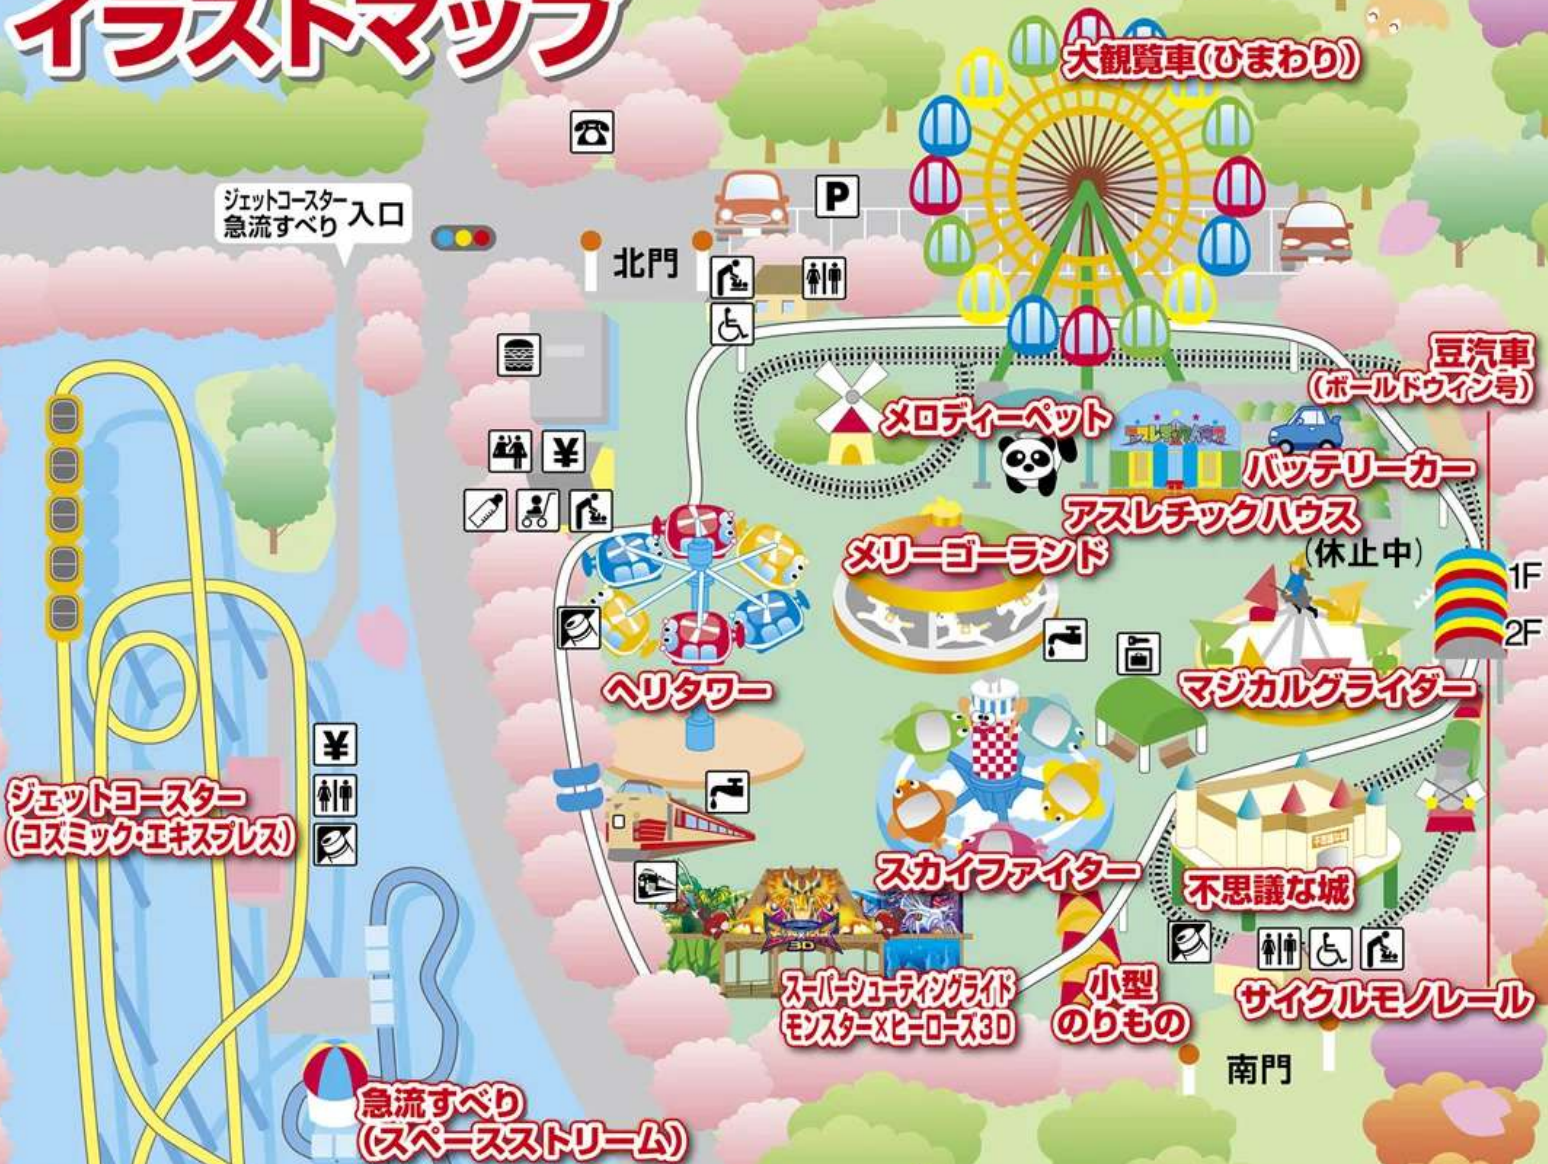 イラストマップ
大観覧車(ひまわり)
P
ジェットコースター
急流すべり 入口
北門
豆汽車
(ボールドウィン号)
メロディーペット
バッテリーカー
アスレチックハウス
(休止中)
メリーゴーランド
¥
1F
2F
ヘリタワー
マジカルグライダー
¥
ジェットコースター
(コズミック・エキスプレス)
スカイファイター
不思議な城
不思議な城
3D
スーパーシューティングライド
モンスター×ヒーローズ3D
小型
のりもの
サイクルモノレール
南門
急流すべり
(スペースストリーム)